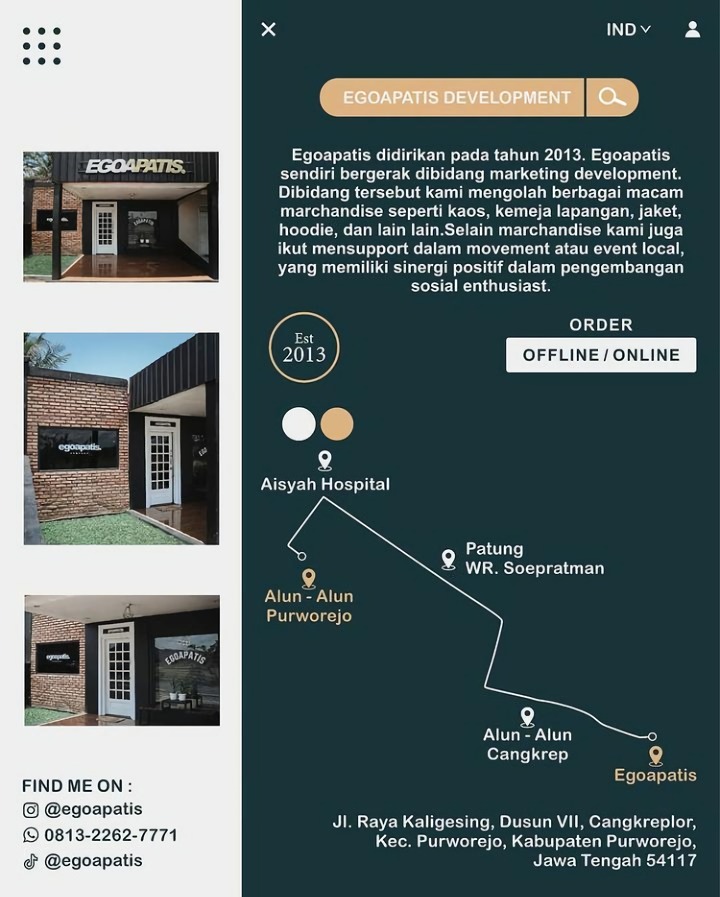 IND
EGOAPATIS DEVELOPMENT
Egoapatis didirikan pada tahun 2013. Egoapatis
sendiri bergerak dibidang marketing development.
Dibidang tersebut kami mengolah berbagai macam
marchandise seperti kaos, kemeja lapangan, jaket,
hoodie, dan lain lain.Selain marchandise kami juga
ikut mensupport dalam movement atau event local,
yang memiliki sinergi positif dalam pengembangan
sosial enthusiast.
Est
2013
ORDER
OFFLINE / ONLINE
Aisyah Hospital
Patung
WR. Soepratman
Alun - Alun
Purworejo
Alun - Alun
Cangkrep
Egoapatis
Jl. Raya Kaligesing, Dusun VII, Cangkreplor,
Kec. Purworejo, Kabupaten Purworejo,
Jawa Tengah 54117
EGOAPATIS.
egoapatis.
egoapatis.
EGOAPATIS
FIND ME ON :
@egoapatis
0813-2262-7771
@egoapatis